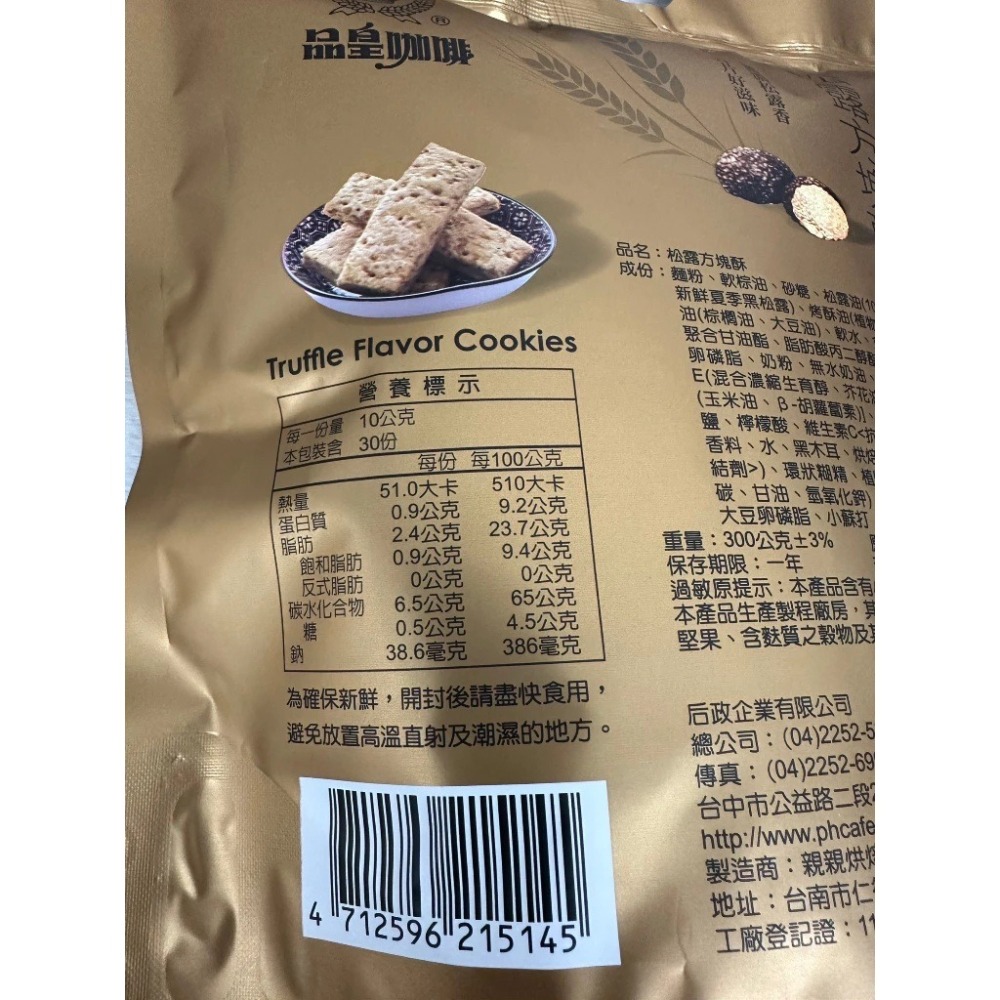 品皇咖啡®
松露香
好滋味
品名：松露方塊酥
成份：麵粉、軟棕油、砂糖、松露油(
新鮮夏季黑松露)、烤酥油(植物
油(棕櫚油、大豆油)、軟水、
聚合甘油酯、脂肪酸丙二醇
卵磷脂、奶粉、無水奶油、
E(混合濃縮生育醇、芥花
(玉米油、β-胡蘿蔔素)]、
鹽、檸檬酸、維生素C<抗
香料、水、黑木耳、烘焙
結劑>)、環狀糊精、植
碳、甘油、氫氧化鉀)
大豆卵磷脂、小蘇打
重量：300公克±3%
保存期限：一年
過敏原提示：本產品含有
本產品生產製程廠房，其
堅果、含麩質之穀物及其
Truffle Flavor Cookies
營養標示
每一份量 10公克
本包裝含 30份
每份 每100公克
熱量 51.0大卡 510大卡
蛋白質 0.9公克 9.2公克
脂肪 2.4公克 23.7公克
飽和脂肪 0.9公克 9.4公克
反式脂肪 0公克 0公克
碳水化合物 6.5公克 65公克
糖 0.5公克 4.5公克
鈉 38.6毫克 386毫克
為確保新鮮，開封後請盡快食用，
避免放置高溫直射及潮濕的地方。
后政企業有限公司
總公司：(04)2252-5
傳真：(04)2252-69
台中市公益路二段
http://www.phcafe
製造商：親親烘焙
地址：台南市仁
工廠登記證：11
4 712596 215145